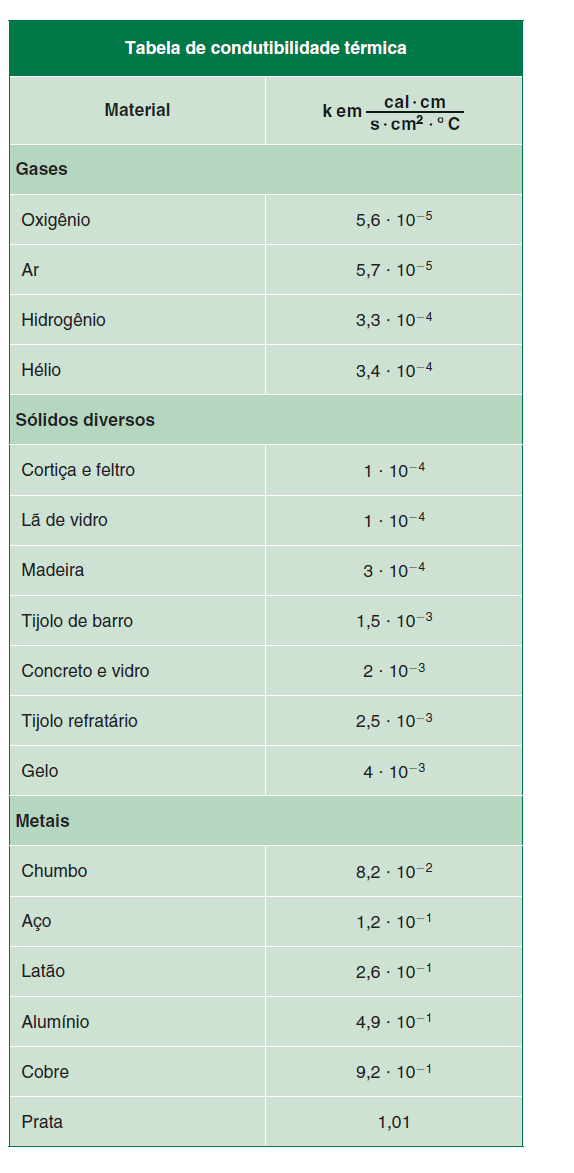 Tabela de condutibilidade térmica
Material k em cal·cm / s·cm²·°C
Gases
Oxigênio 5,6 · 10⁻⁵
Ar 5,7 · 10⁻⁵
Hidrogênio 3,3 · 10⁻⁴
Hélio 3,4 · 10⁻⁴
Sólidos diversos
Cortiça e feltro 1 · 10⁻⁴
Lã de vidro 1 · 10⁻⁴
Madeira 3 · 10⁻⁴
Tijolo de barro 1,5 · 10⁻³
Concreto e vidro 2 · 10⁻³
Tijolo refratário 2,5 · 10⁻³
Gelo 4 · 10⁻³
Metais
Chumbo 8,2 · 10⁻²
Aço 1,2 · 10⁻¹
Latão 2,6 · 10⁻¹
Alumínio 4,9 · 10⁻¹
Cobre 9,2 · 10⁻¹
Prata 1,01